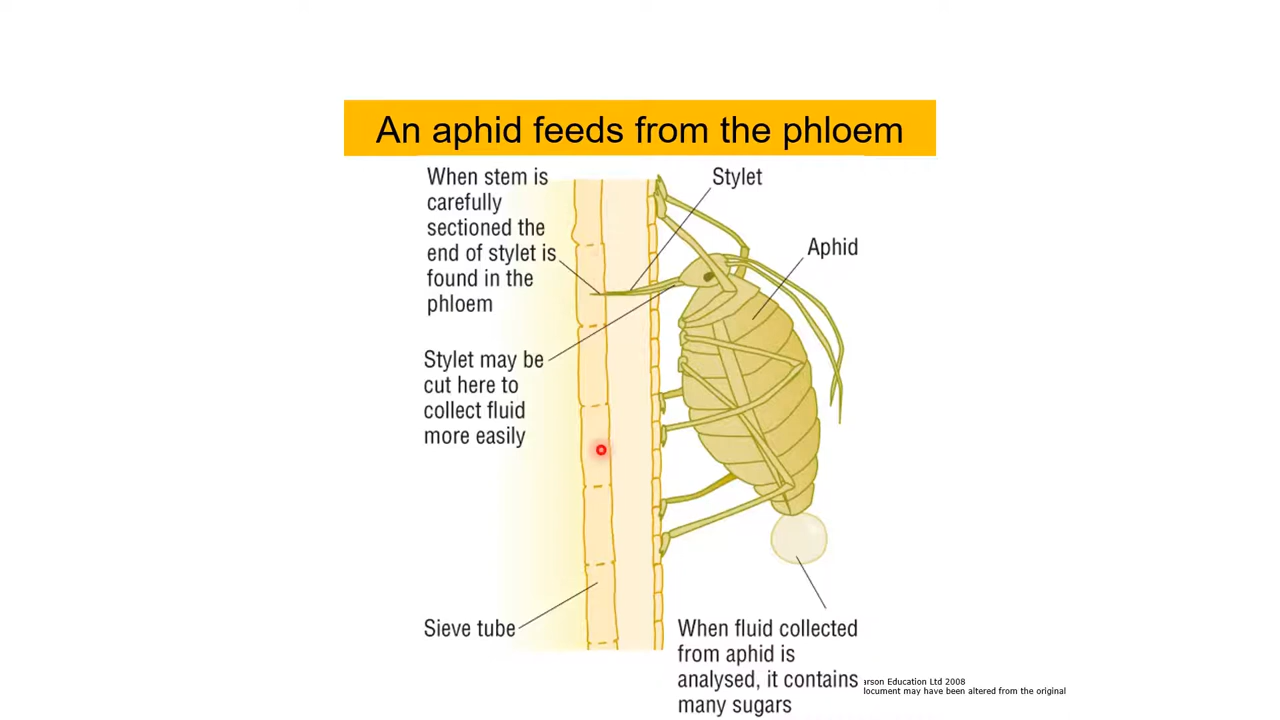 An aphid feeds from the phloem
When stem is
carefully
sectioned the
end of stylet is
found in the
phloem
Stylet
Aphid
Stylet may be
cut here to
collect fluid
more easily
Sieve tube
When fluid collected
from aphid is
analysed, it contains
many sugars
arson Education Ltd 2008
ocument may have been altered from the original